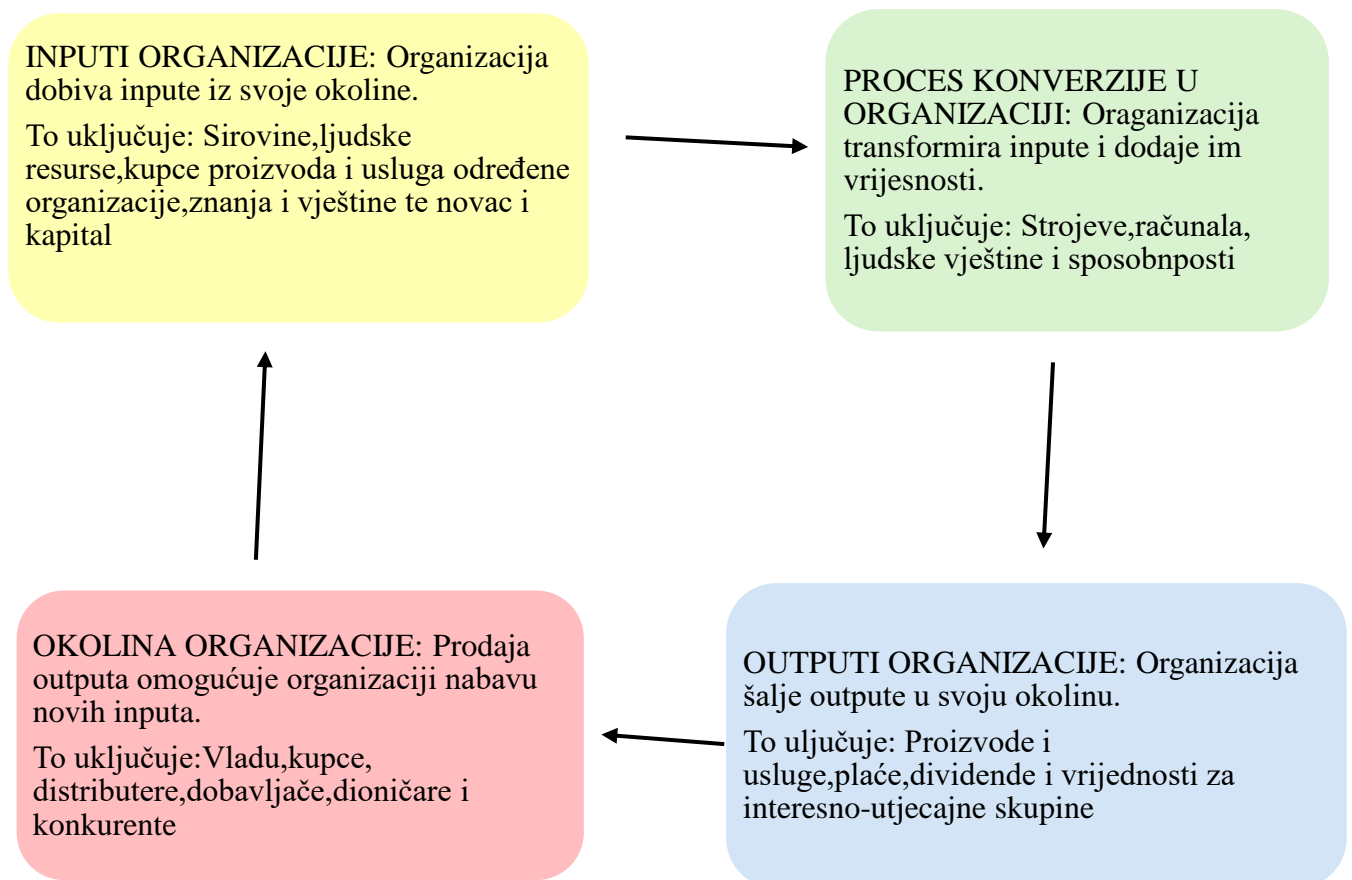 INPUTI ORGANIZACIJE: Organizacija
dobiva inpute iz svoje okoline.
To uključuje: Sirovine,ljudske
resurse,kupce proizvoda i usluga određene
organizacije,znanja i vještine te novac i
kapital
PROCES KONVERZIJE U
ORGANIZACIJI: Oraganizacija
transformira inpute i dodaje im
vrijesnosti.
To uključuje: Strojeve,računala,
ljudske vještine i sposobnposti
OKOLINA ORGANIZACIJE: Prodaja
outputa omogućuje organizaciji nabavu
novih inputa.
To uključuje:Vladu,kupce,
distributere,dobavljače,dioničare i
konkurente
OUTPUTI ORGANIZACIJE: Organizacija
šalje outpute u svoju okolinu.
To uljučuje: Proizvode i
usluge,plaće,dividende i vrijednosti za
interesno-utjecajne skupine